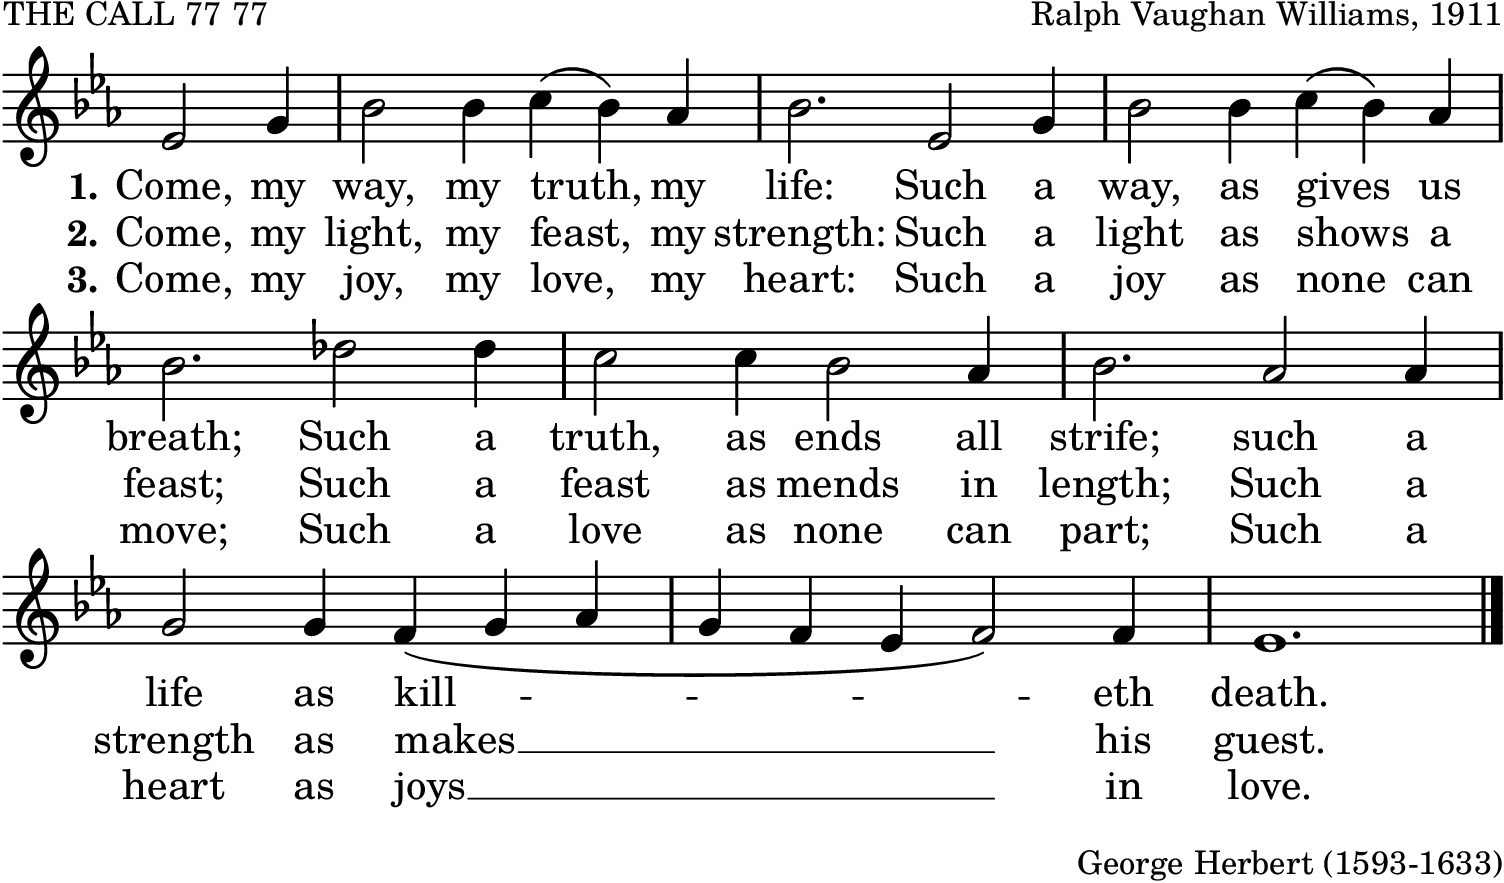 THE CALL 77 77
Ralph Vaughan Williams, 1911
1. Come, my way, my truth, my life: Such a way, as gives us
2. Come, my light, my feast, my strength: Such a light as shows a
3. Come, my joy, my love, my heart: Such a joy as none can
breath; Such a truth, as ends all strife; such a
feast; Such a feast as mends in length; Such a
move; Such a love as none can part; Such a
life as kill - - - - eth death.
strength as makes __ his guest.
heart as joys __ in love.
George Herbert (1593-1633)